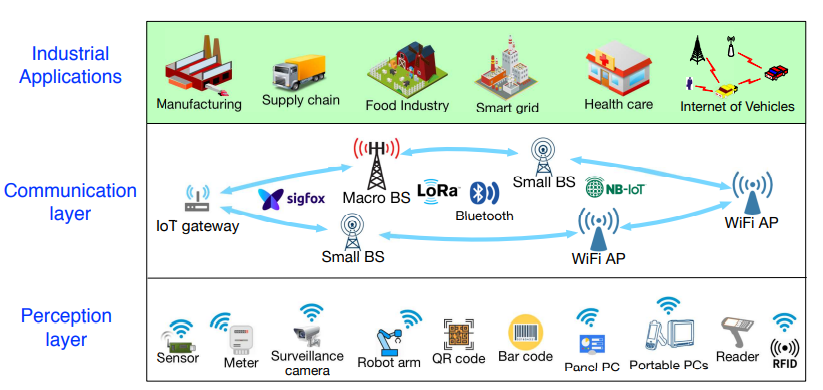 Industrial
Applications
Manufacturing
Supply chain
Food Industry
Smart grid
Health care
Internet of Vehicles
Communication
layer
IoT gateway
sigfox
Macro BS
LoRa
Bluetooth
Small BS
NB-IoT
WiFi AP
Small BS
WiFi AP
Perception
layer
Sensor
Meter
Surveillance
camera
Robot arm
QR code
Bar code
Panel PC
Portable PCs
Reader
RFID